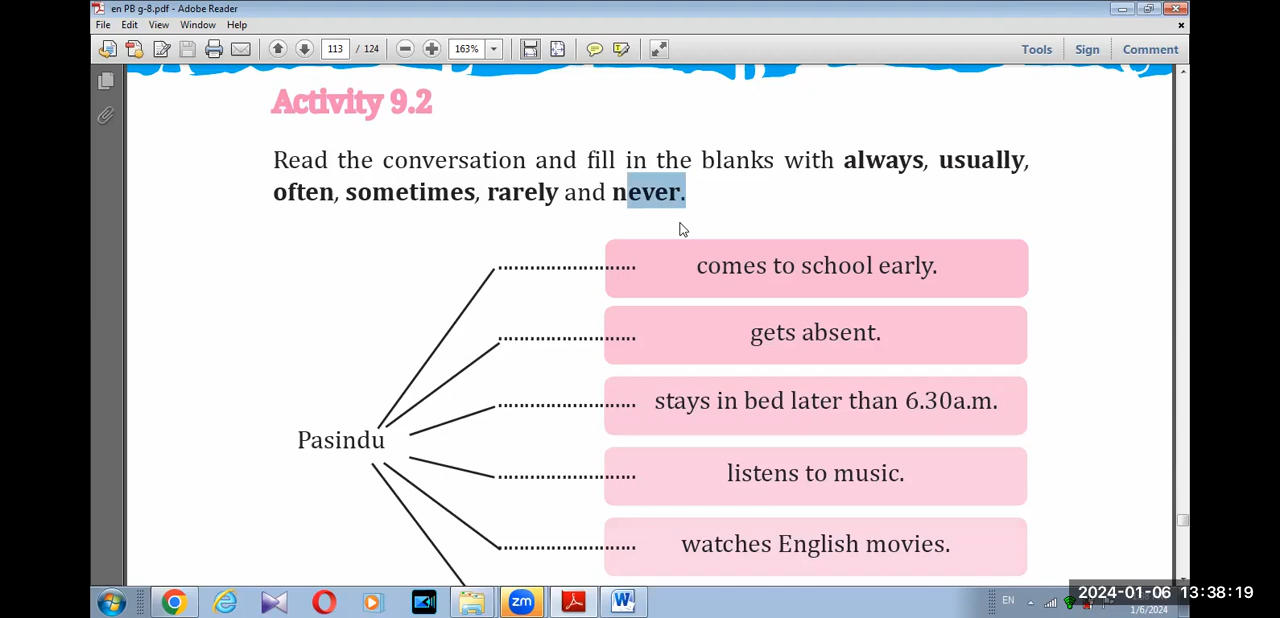 en PB g-8.pdf - Adobe Reader
File Edit View Window Help
113 / 124 163% Tools Sign Comment
Activity 9.2
Read the conversation and fill in the blanks with always, usually,
often, sometimes, rarely and never.
........................ comes to school early.
........................ gets absent.
........................ stays in bed later than 6.30a.m.
Pasindu
........................ listens to music.
........................ watches English movies.
zm
EN
2024-01-06 13:38:19
1/6/2024